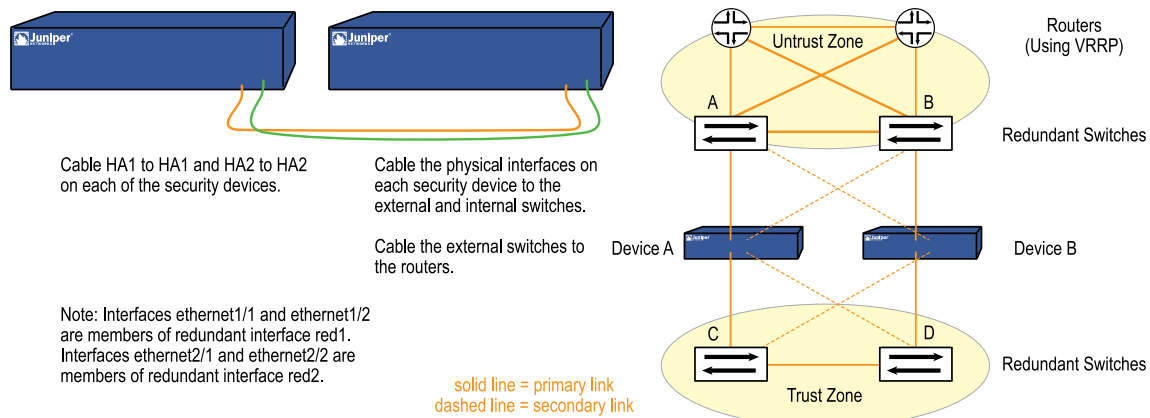 Juniper
NETWORKS
Juniper
NETWORKS
Cable HA1 to HA1 and HA2 to HA2
on each of the security devices.
Cable the physical interfaces on
each security device to the
external and internal switches.
Cable the external switches to
the routers.
Note: Interfaces ethernet1/1 and ethernet1/2
are members of redundant interface red1.
Interfaces ethernet2/1 and ethernet2/2 are
members of redundant interface red2.
solid line = primary link
dashed line = secondary link
Untrust Zone
Routers
(Using VRRP)
A
B
Redundant Switches
Device A
Juniper
Juniper
Device B
C
D
Redundant Switches
Trust Zone